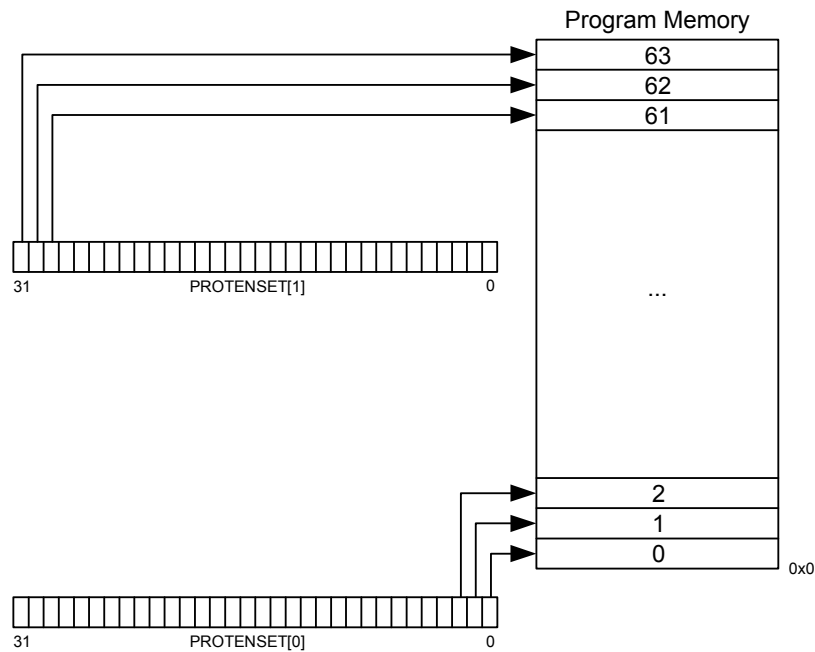 Program Memory
63
62
61
31 PROTENSET[1] 0
...
2
1
0
0x0
31 PROTENSET[0] 0